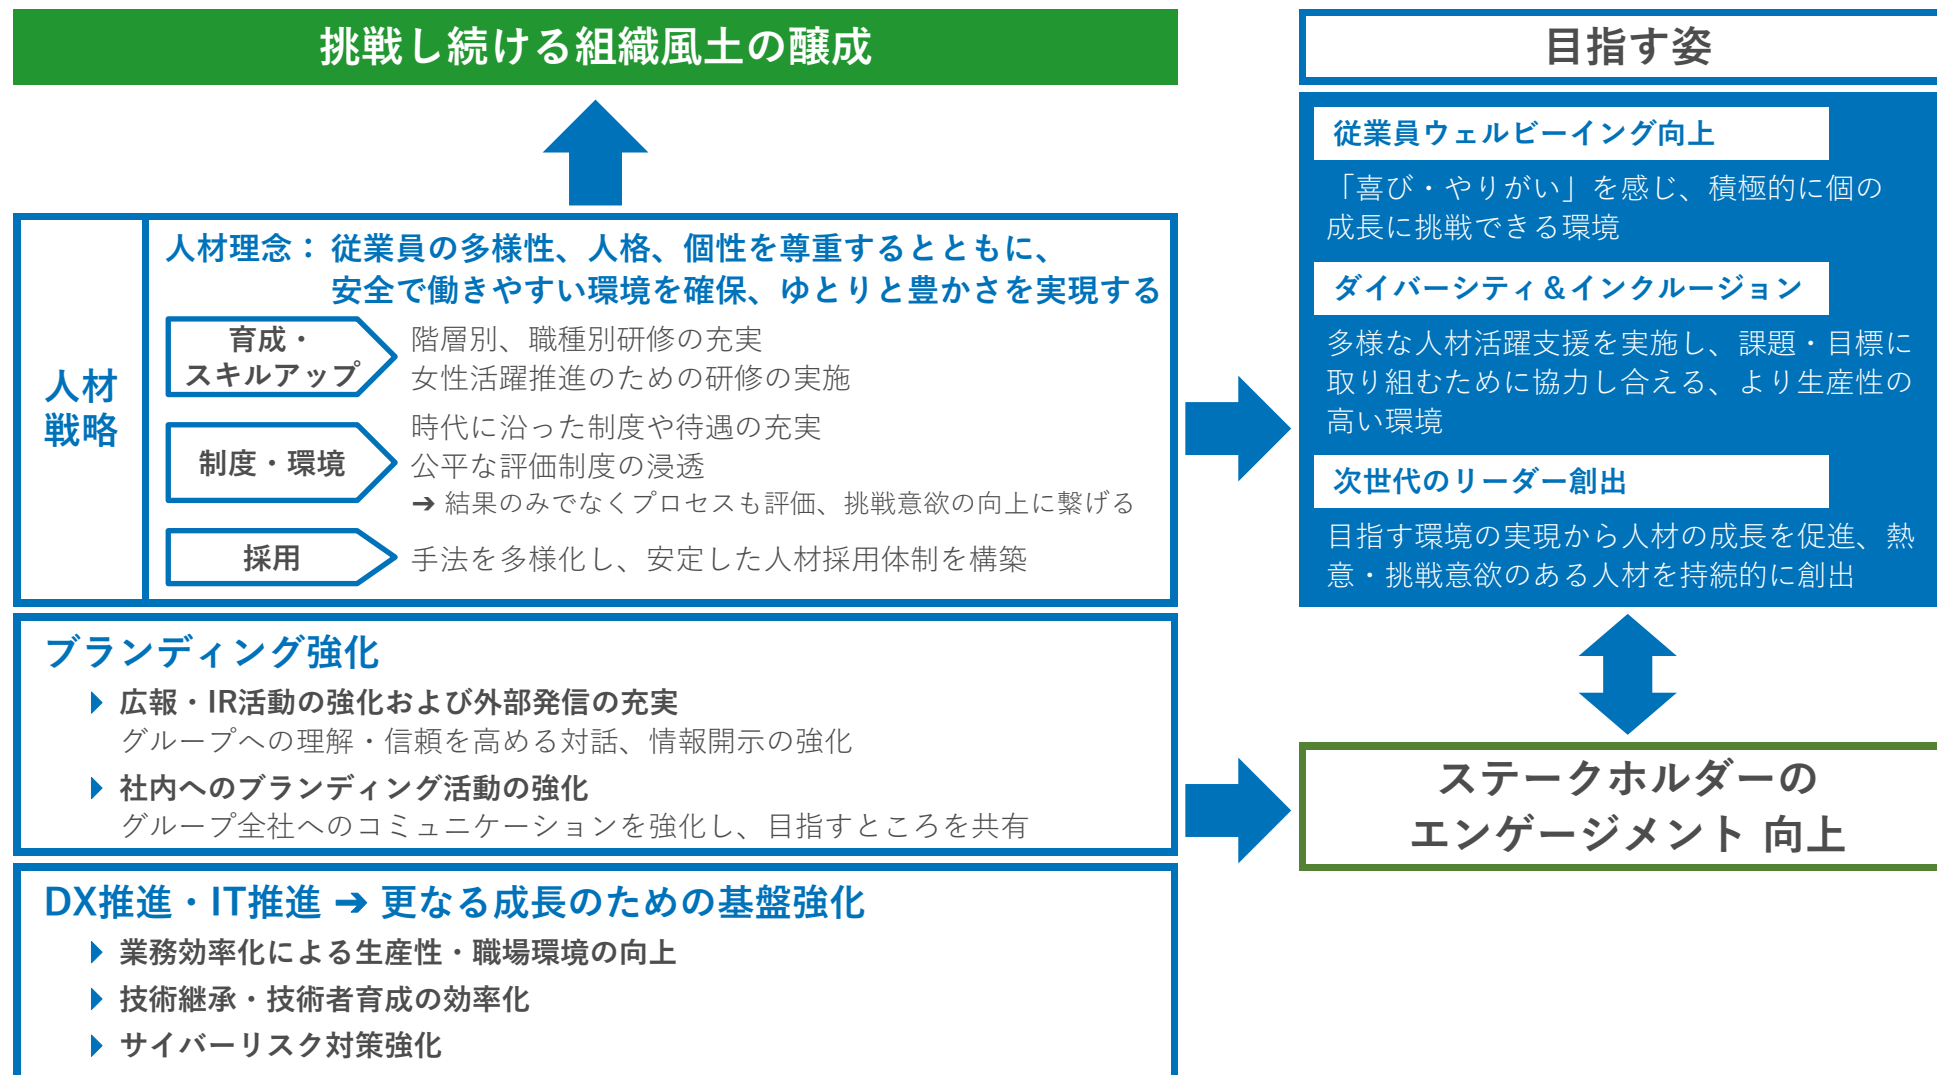 挑戦し続ける組織風土の醸成
人材
戦略
人材理念： 従業員の多様性、人格、個性を尊重するとともに、
安全で働きやすい環境を確保、ゆとりと豊かさを実現する
育成・
スキルアップ
階層別、職種別研修の充実
女性活躍推進のための研修の実施
制度・環境
時代に沿った制度や待遇の充実
公平な評価制度の浸透
➔ 結果のみでなくプロセスも評価、挑戦意欲の向上に繋げる
採用
手法を多様化し、安定した人材採用体制を構築
ブランディング強化
広報・IR活動の強化および外部発信の充実
グループへの理解・信頼を高める対話、情報開示の強化
社内へのブランディング活動の強化
グループ全社へのコミュニケーションを強化し、目指すところを共有
DX推進・IT推進 ➔ 更なる成長のための基盤強化
業務効率化による生産性・職場環境の向上
技術継承・技術者育成の効率化
サイバーリスク対策強化
目指す姿
従業員ウェルビーイング向上
「喜び・やりがい」を感じ、積極的に個の
成長に挑戦できる環境
ダイバーシティ＆インクルージョン
多様な人材活躍支援を実施し、課題・目標に
取り組むために協力し合える、より生産性の
高い環境
次世代のリーダー創出
目指す環境の実現から人材の成長を促進、熱
意・挑戦意欲のある人材を持続的に創出
ステークホルダーの
エンゲージメント 向上